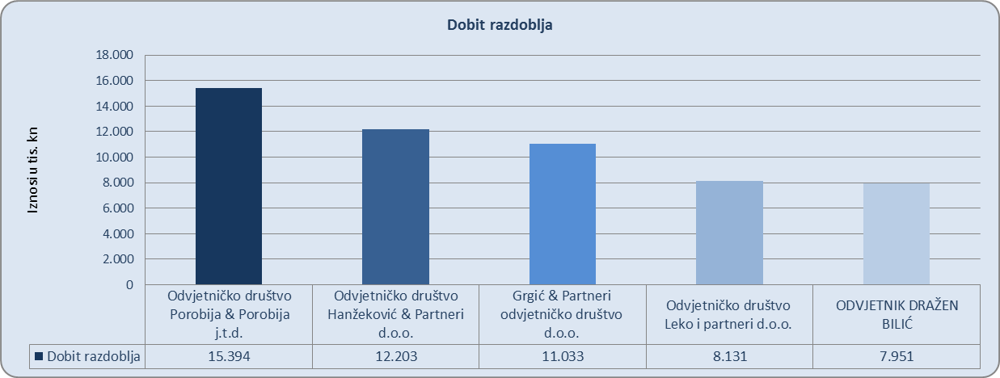 Dobit razdoblja
Iznosi u tis. kn
18.000
16.000
14.000
12.000
10.000
8.000
6.000
4.000
2.000
0
Odvjetničko društvo
Porobija & Porobija
j.t.d.
Odvjetničko društvo
Hanžeković & Partneri
d.o.o.
Grgić & Partneri
odvjetničko društvo
d.o.o.
Odvjetničko društvo
Leko i partneri d.o.o.
ODVJETNIK DRAŽEN
BILIĆ
Dobit razdoblja 15.394 12.203 11.033 8.131 7.951